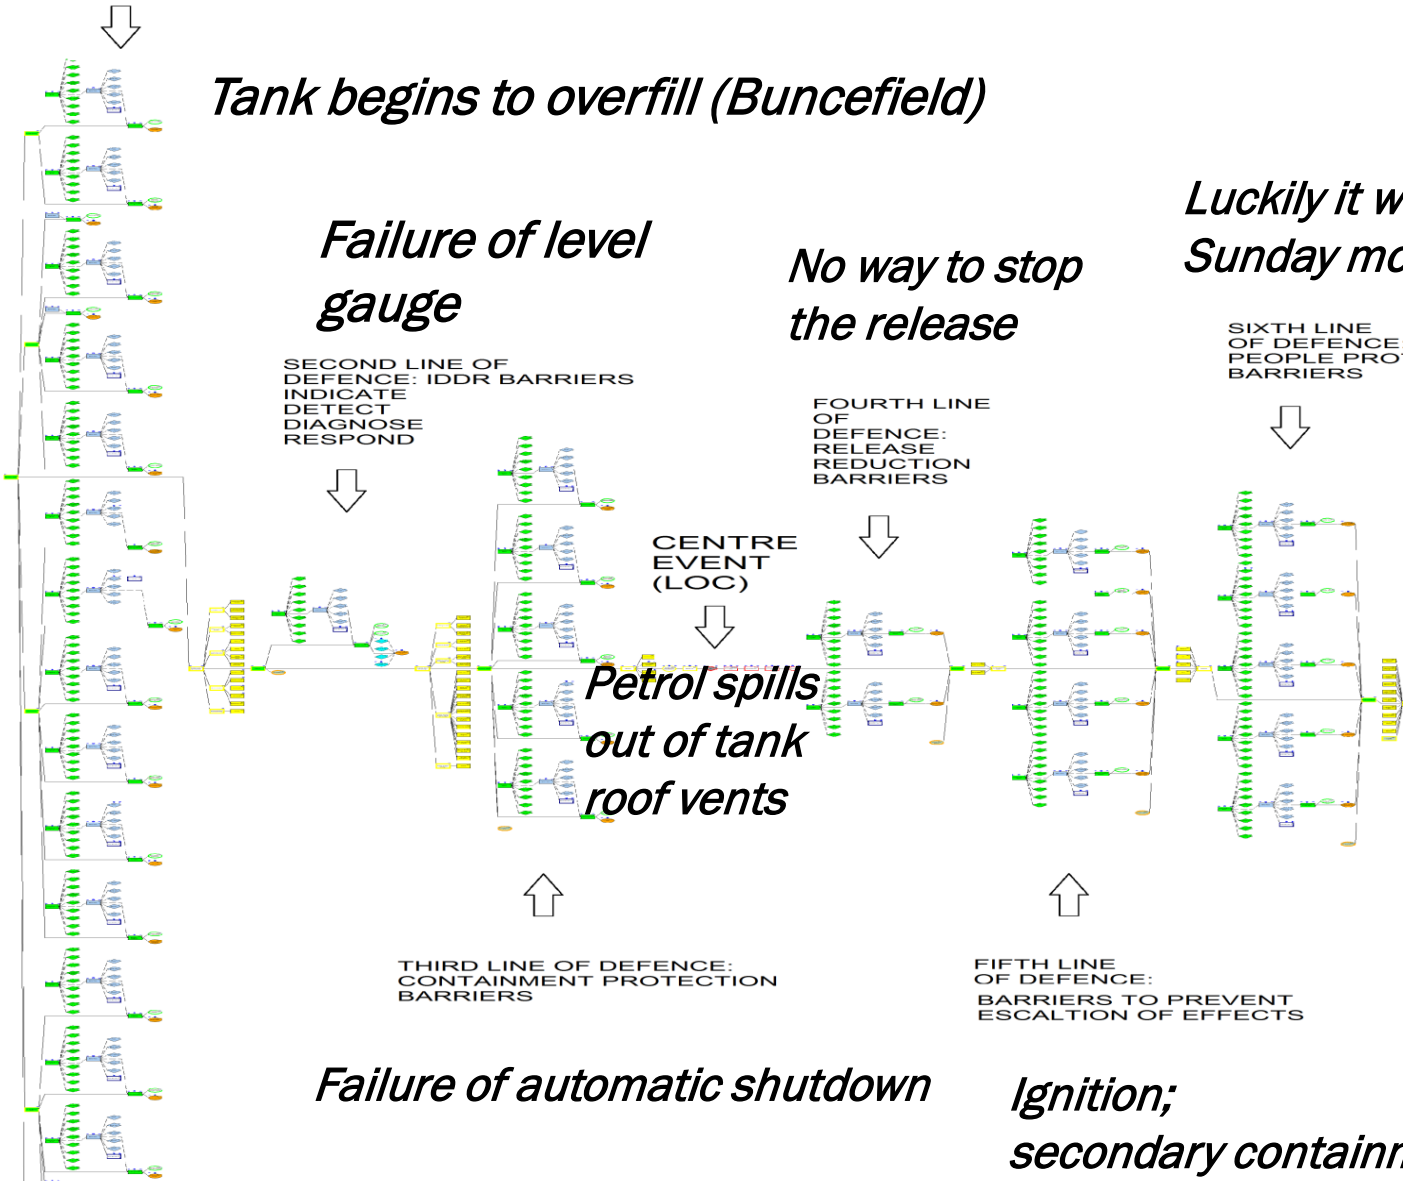 Tank begins to overfill (Buncefield)
Failure of level
gauge
SECOND LINE OF
DEFENCE: IDDR BARRIERS
INDICATE
DETECT
DIAGNOSE
RESPOND
No way to stop
the release
FOURTH LINE
OF
DEFENCE:
RELEASE
REDUCTION
BARRIERS
Luckily it
Sunday
SIXTH LINE
OF DEFENCE:
PEOPLE
BARRIERS
CENTRE
EVENT
(LOC)
Petrol spills
out of tank
roof vents
THIRD LINE OF DEFENCE:
CONTAINMENT PROTECTION
BARRIERS
FIFTH LINE
OF DEFENCE:
BARRIERS TO PREVENT
ESCALTION OF EFFECTS
Failure of automatic shutdown
Ignition;
secondary